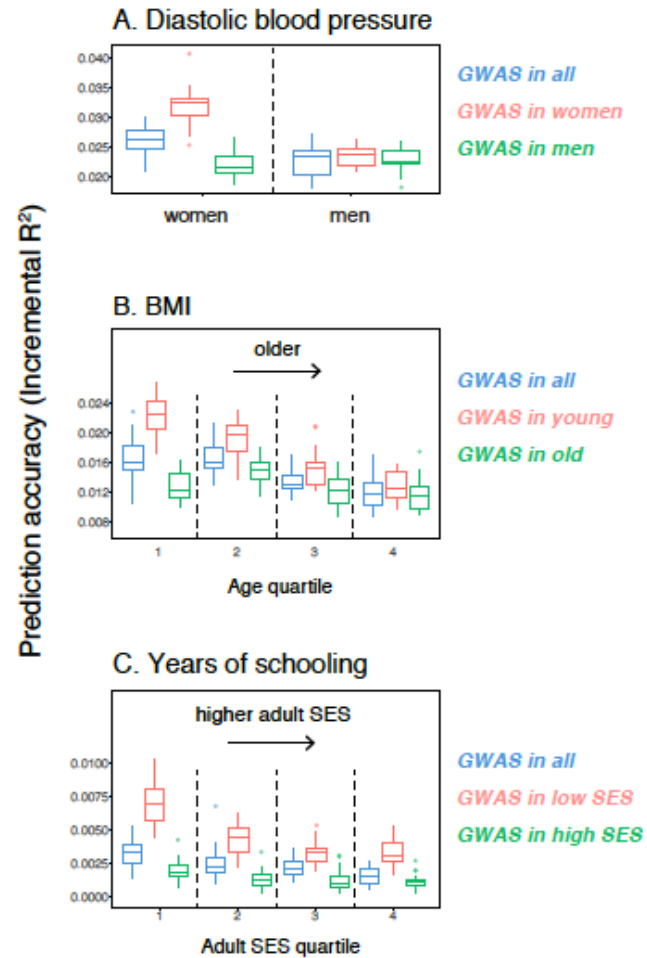 A. Diastolic blood pressure
0.040
0.035
0.030
0.025
0.020
women men
GWAS in all
GWAS in women
GWAS in men
Prediction accuracy (Incremental R²)
B. BMI
older
0.024
0.020
0.016
0.012
0.008
1 2 3 4
Age quartile
GWAS in all
GWAS in young
GWAS in old
C. Years of schooling
higher adult SES
0.0100
0.0075
0.0050
0.0025
0.0000
1 2 3 4
Adult SES quartile
GWAS in all
GWAS in low SES
GWAS in high SES